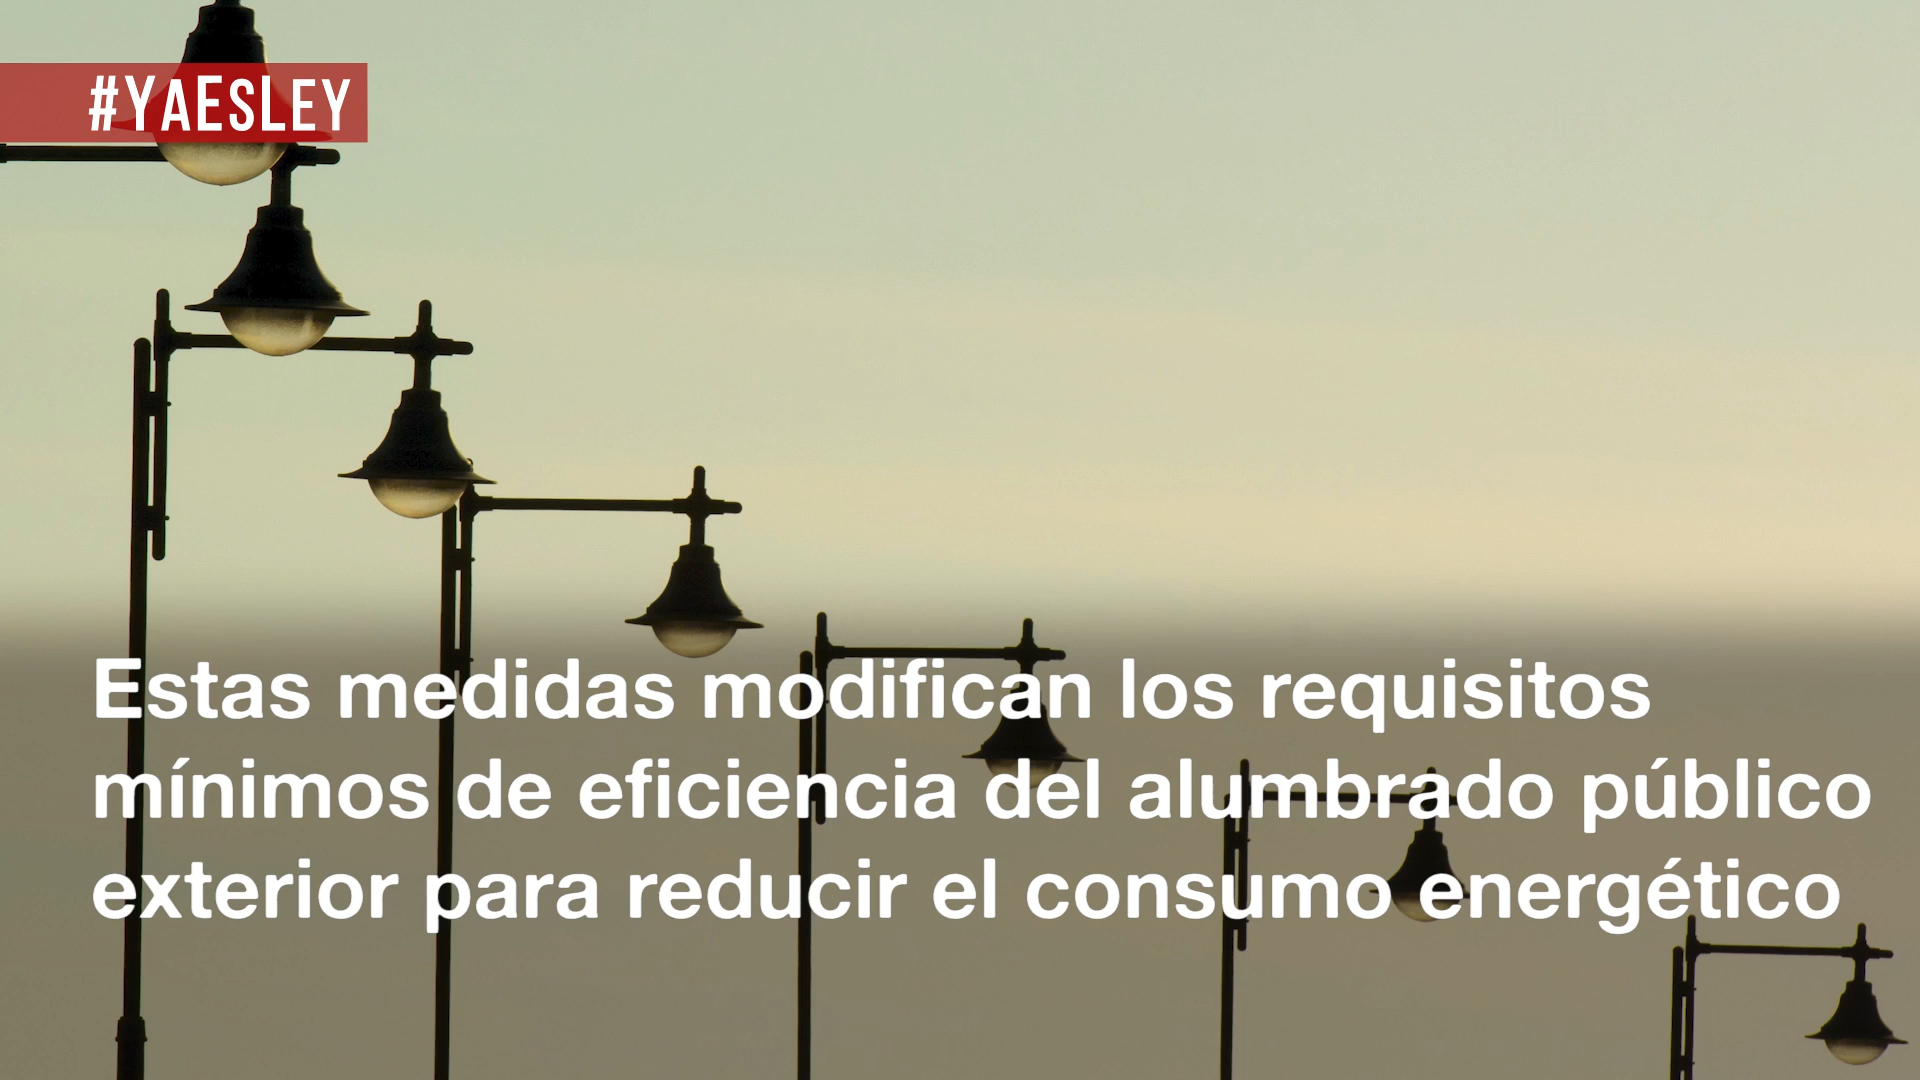 #YAESLEY
Estas medidas modifican los requisitos
mínimos de eficiencia del alumbrado público
exterior para reducir el consumo energético